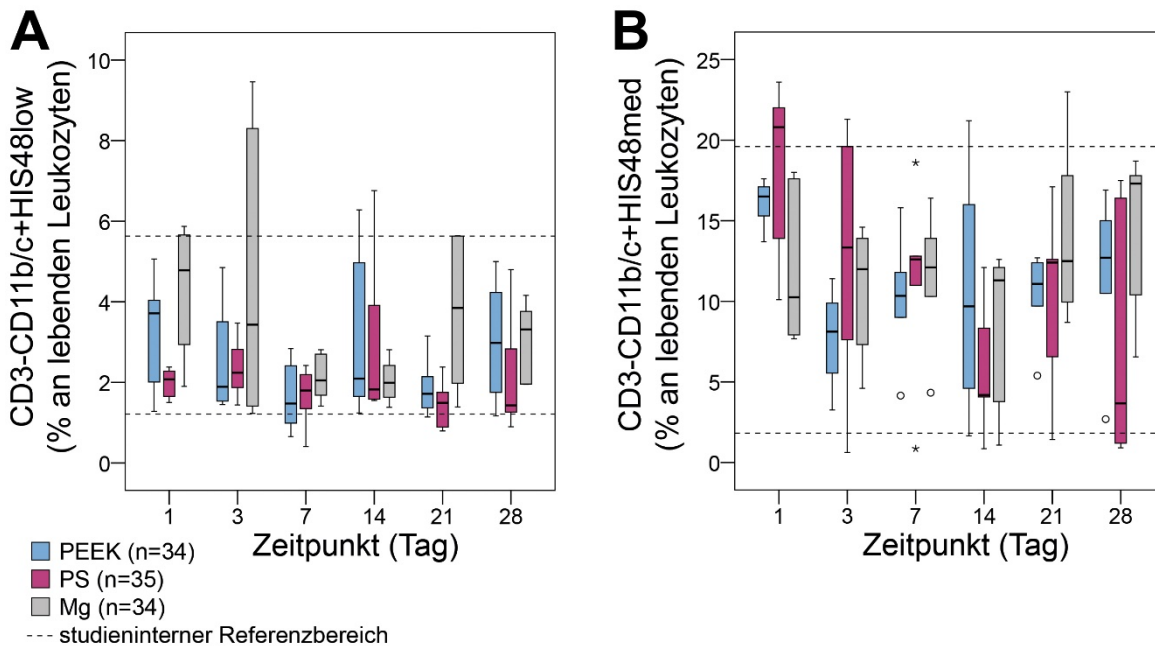 A
CD3-CD11b/c+HIS48low
(% an lebenden Leukozyten)
10
8
6
4
2
0
1 3 7 14 21 28
Zeitpunkt (Tag)
PEEK (n=34)
PS (n=35)
Mg (n=34)
studieninterner Referenzbereich
B
CD3-CD11b/c+HIS48med
(% an lebenden Leukozyten)
25
20
15
10
5
0
1 3 7 14 21 28
Zeitpunkt (Tag)